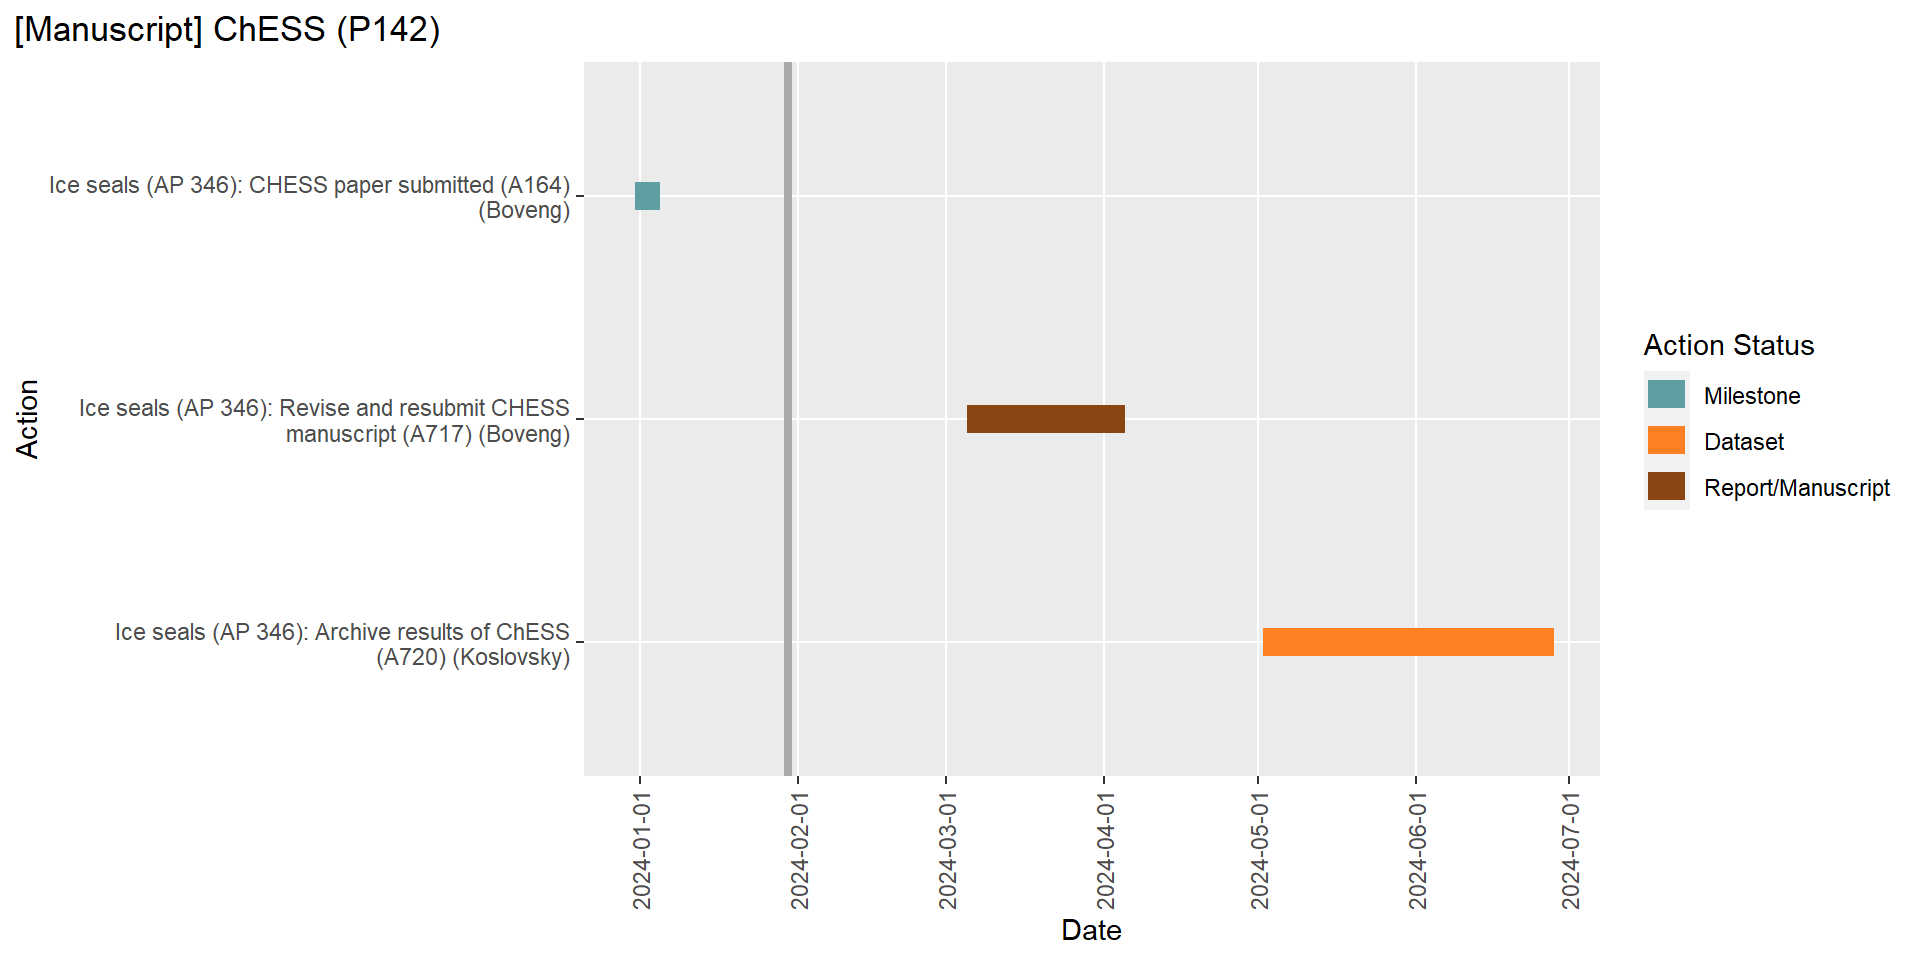 [Manuscript] ChESS (P142)
Ice seals (AP 346): CHESS paper submitted (A164)
(Boveng)
Ice seals (AP 346): Revise and resubmit CHESS
manuscript (A717) (Boveng)
Ice seals (AP 346): Archive results of ChESS
(A720) (Koslovsky)
Action
2024-01-01
2024-02-01
2024-03-01
2024-04-01
2024-05-01
2024-06-01
2024-07-01
Date
Action Status
Milestone
Dataset
Report/Manuscript